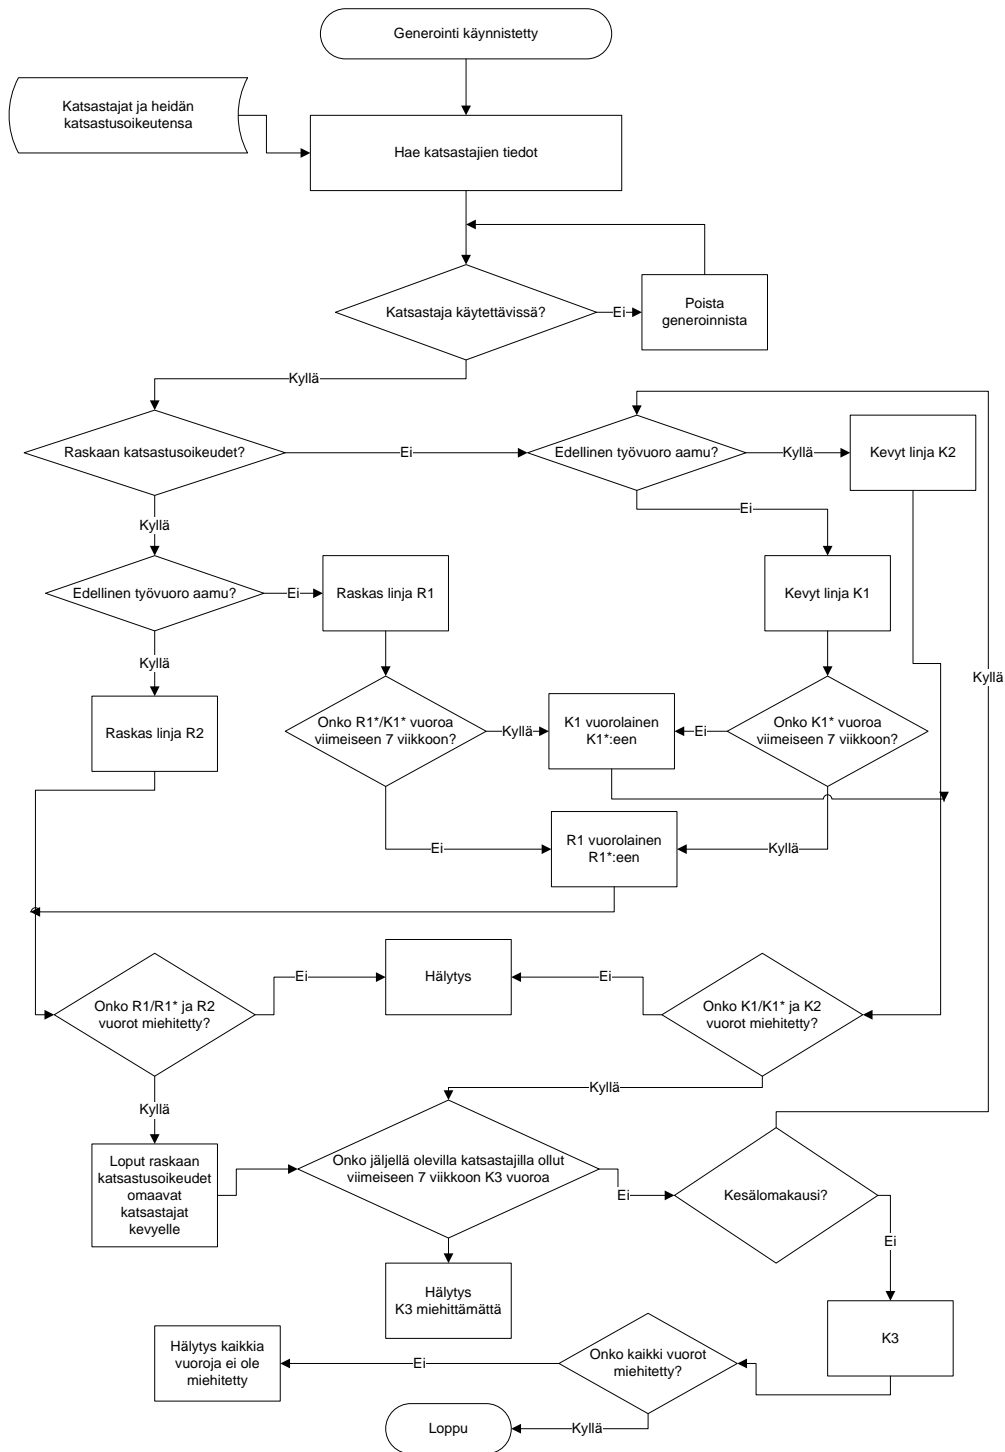 Generointi käynnistetty
Katsastajat ja heidän
katsastusoikeutensa
Hae katsastajien tiedot
Katsastaja käytettävissä?
Ei
Poista
generoinnista
Kyllä
Raskaan katsastusoikeudet?
Ei
Edellinen työvuoro aamu?
Kyllä
Kevyt linja K2
Kyllä
Ei
Edellinen työvuoro aamu?
Ei
Raskas linja R1
Kevyt linja K1
Kyllä
Kyllä
Raskas linja R2
Onko R1*/K1* vuoroa
viimeiseen 7 viikkoon?
Kyllä
K1 vuorolainen
K1*:een
Ei
Onko K1* vuoroa
viimeiseen 7 viikkoon?
Ei
R1 vuorolainen
R1*:een
Kyllä
Onko R1/R1* ja R2
vuorot miehitetty?
Ei
Hälytys
Ei
Onko K1/K1* ja K2
vuorot miehitetty?
Kyllä
Kyllä
Loput raskaan
katsastusoikeudet
omaavat
katsastajat
kevyelle
Onko jäljellä olevilla katsastajilla ollut
viimeiseen 7 viikkoon K3 vuoroa
Ei
Kesälomakausi?
Ei
Hälytys
K3 miehittämättä
K3
Hälytys kaikkia
vuoroja ei ole
miehitetty
Ei
Onko kaikki vuorot
miehitetty?
Kyllä
Loppu